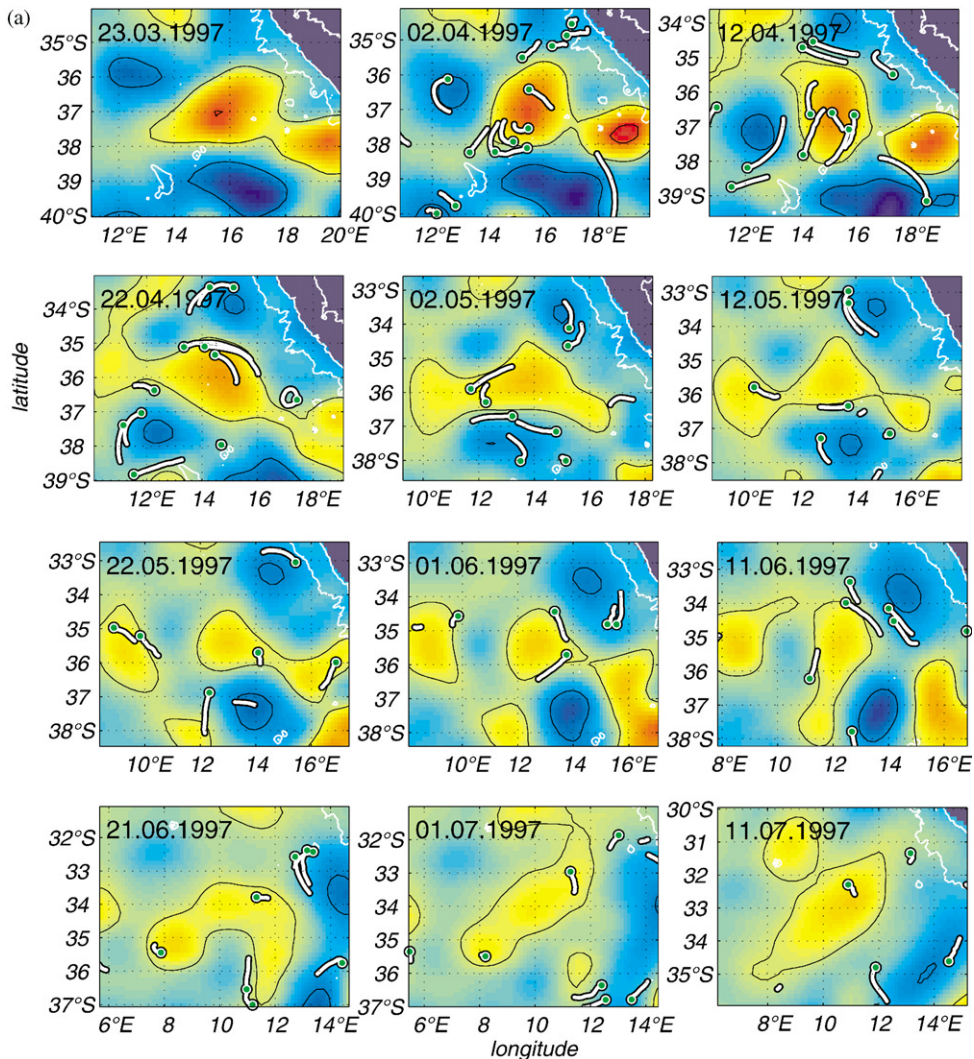 (a)
23.03.1997 02.04.1997 12.04.1997
35°S 35°S 34°S
36 36 35
37 37 36
38 38 37
39 39 38
40°S 40°S 39°S
12°E 14 16 18 20°E 12°E 14 16 18 12°E 14 16 18
22.04.1997 02.05.1997 12.05.1997
34°S 33°S 33°S
35 34 34
36 35 35
37 36 36
38 37 37
39°S 38°S 38°S
12°E 14 16 18°E 10°E 12 14 16 18°E 10°E 12 14 16
22.05.1997 01.06.1997 11.06.1997
33°S 33°S 33°S
34 34 34
35 35 35
36 36 36
37 37 37
38°S 38°S 38°S
10°E 12 14 16°E 10°E 12 14 16 8°E 10 12 14 16°E
21.06.1997 01.07.1997 11.07.1997
32°S 32°S 30°S
33 33 31
34 34 32
35 35 33
36 36 34
37°S 37°S 35°S
6°E 8 10 12 14°E 6°E 8 10 12 14°E 8°E 10 12 14°E
latitude
longitude